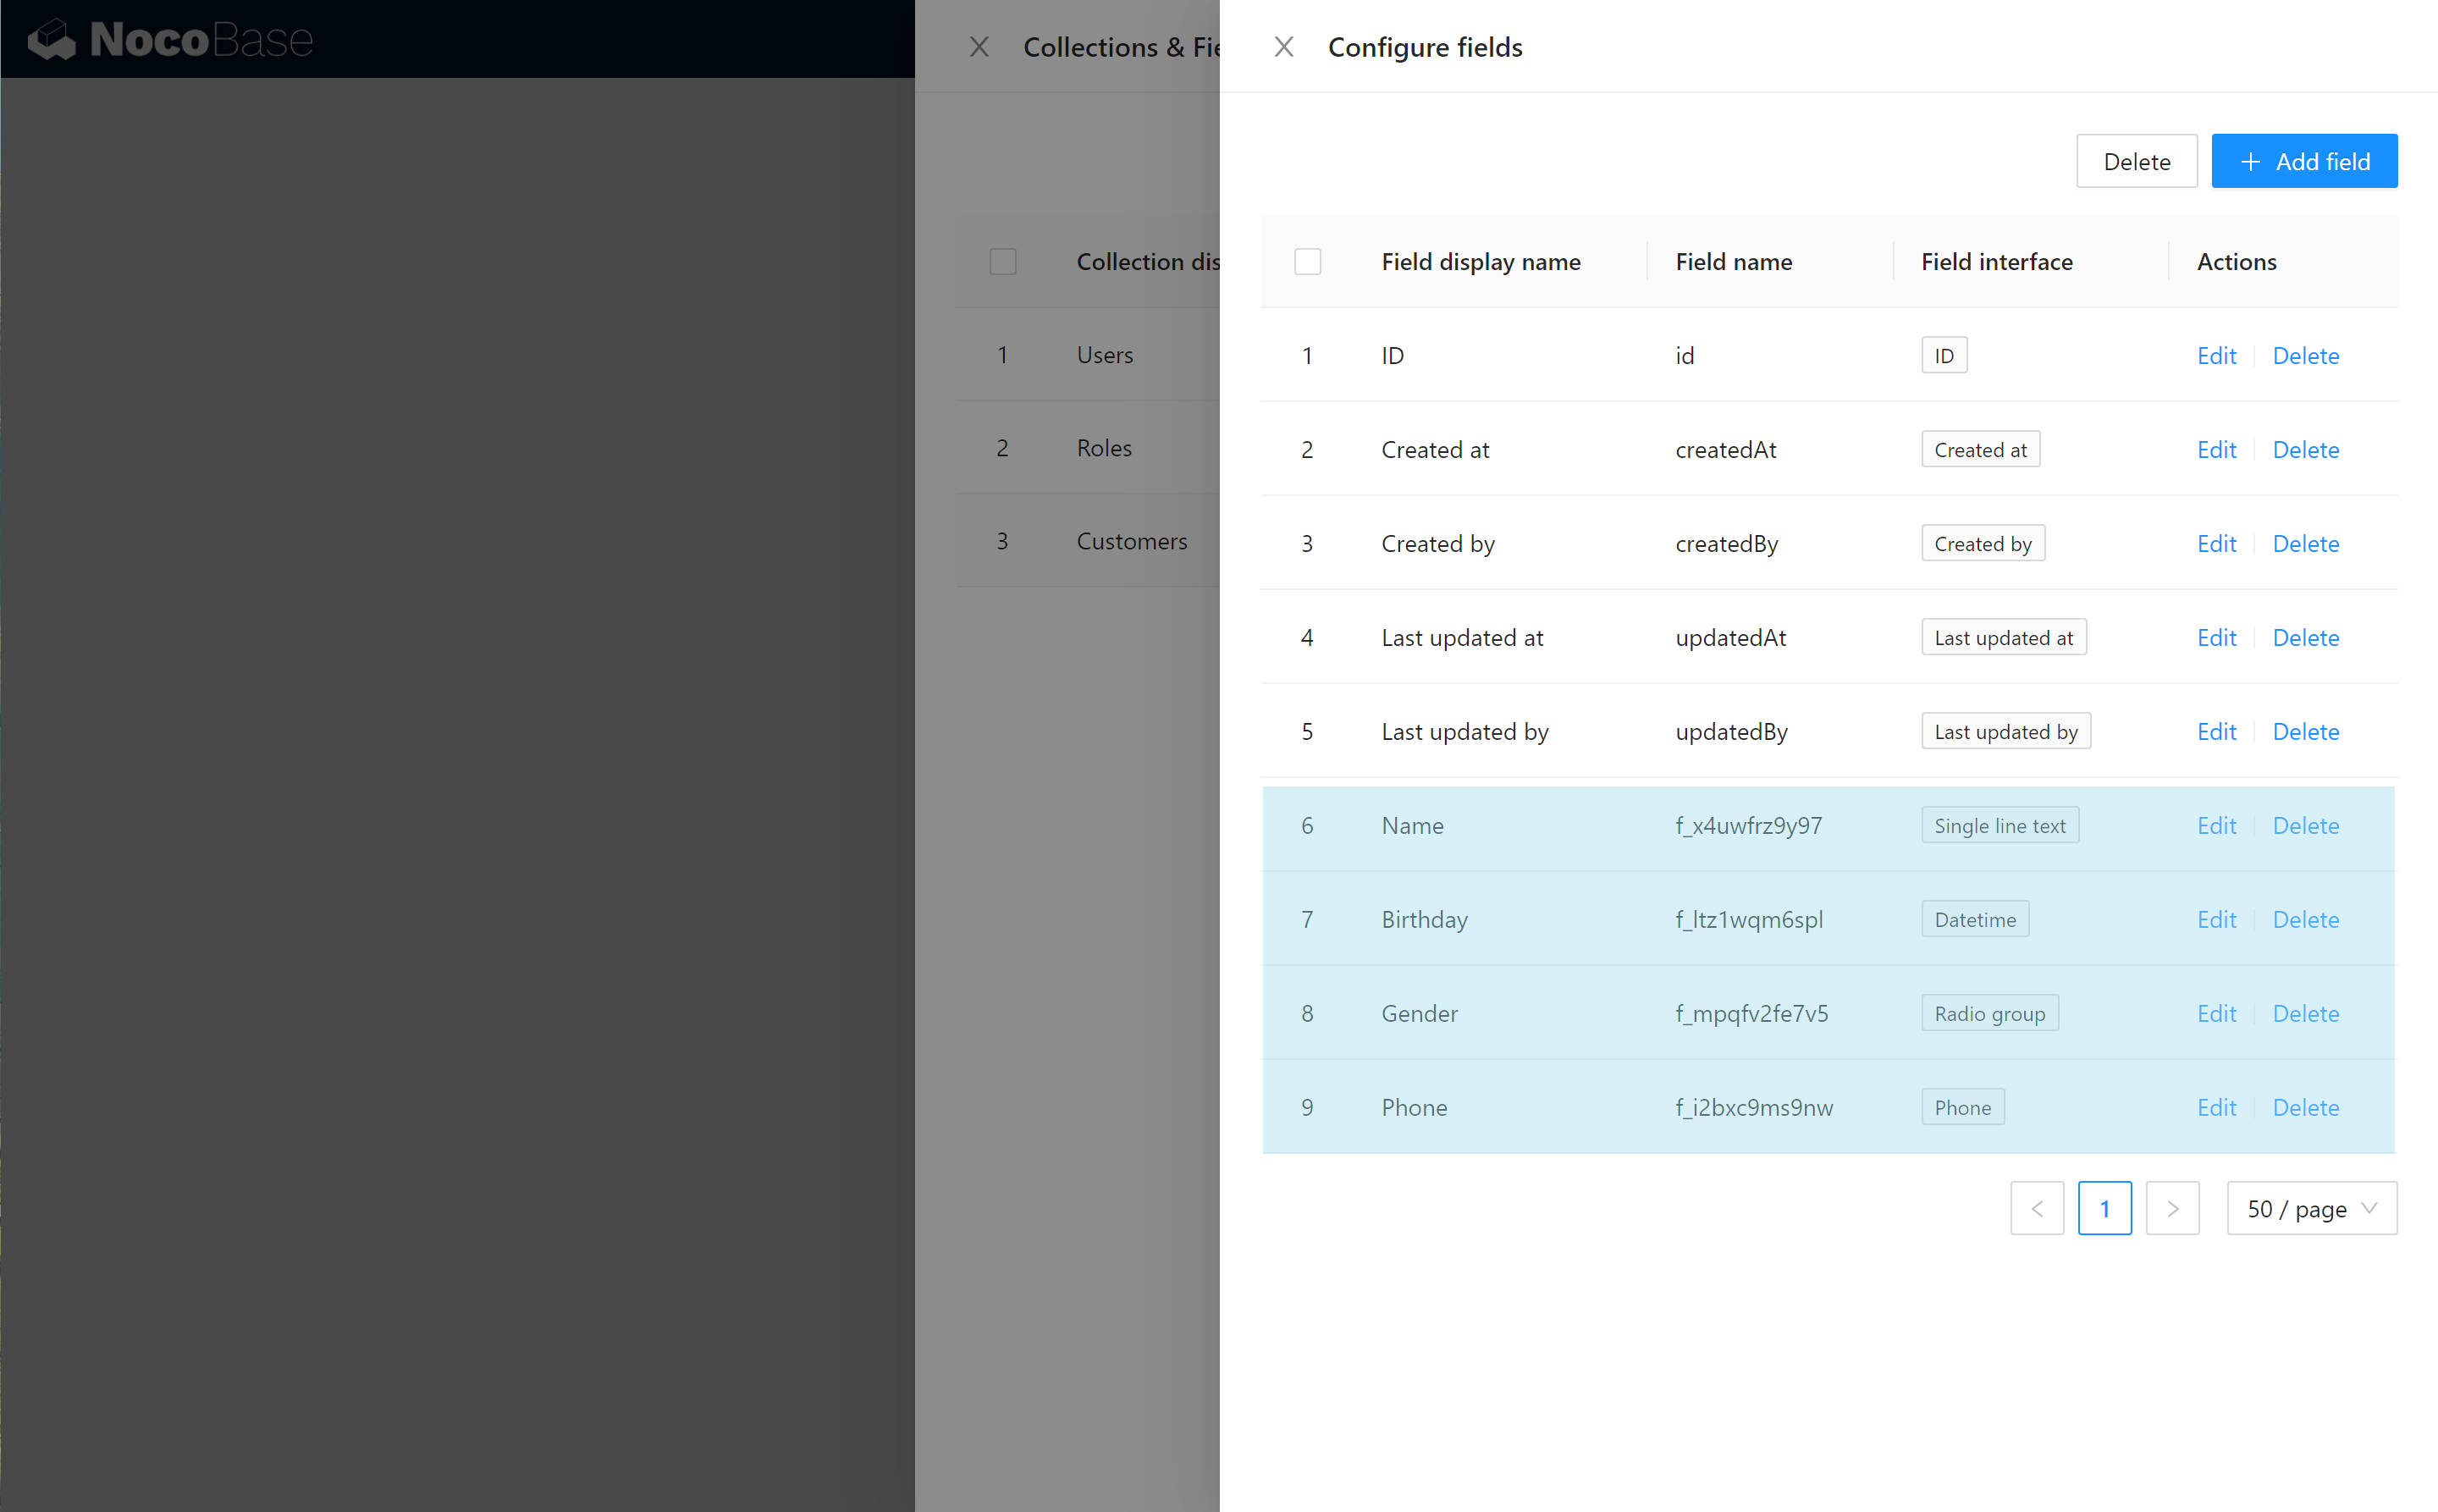 NocoBase
Collections & Fie
Configure fields
Delete
Add field
Collection dis
1 Users
2 Roles
3 Customers
Field display name Field name Field interface Actions
1 ID id ID Edit Delete
2 Created at createdAt Created at Edit Delete
3 Created by createdBy Created by Edit Delete
4 Last updated at updatedAt Last updated at Edit Delete
5 Last updated by updatedBy Last updated by Edit Delete
6 Name f_x4uwfrz9y97 Single line text Edit Delete
7 Birthday f_ltz1wqm6spl Datetime Edit Delete
8 Gender f_mpqfv2fe7v5 Radio group Edit Delete
9 Phone f_i2bxc9ms9nw Phone Edit Delete
< 1 > 50 / page